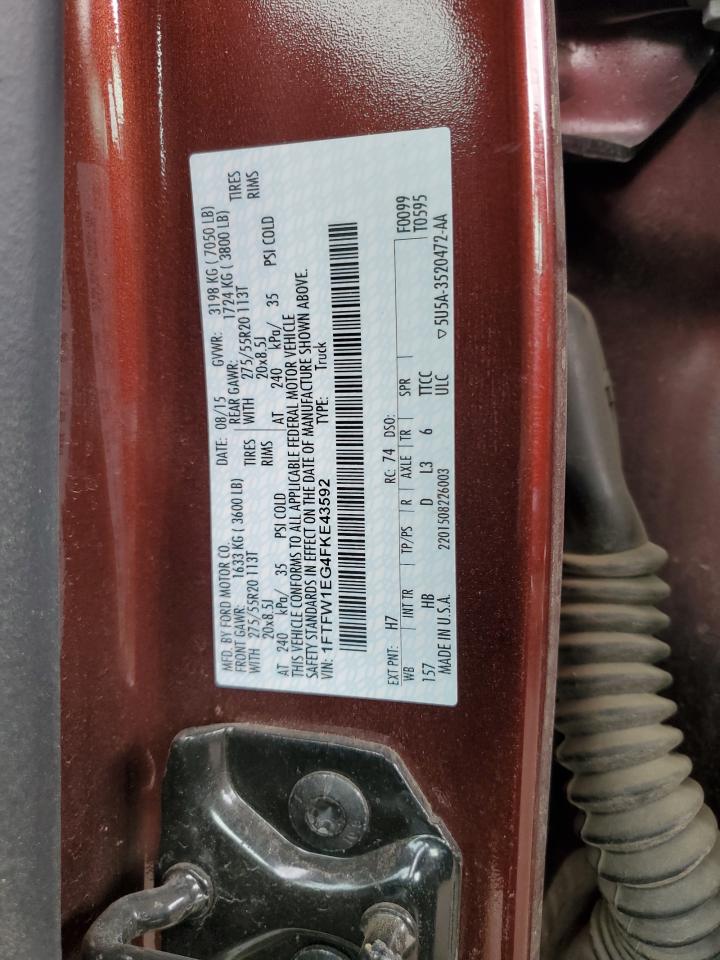 MFD. BY FORD MOTOR CO. DATE: 08/15 GVWR: 3198 KG ( 7050 LB)
FRONT GAWR: 1633 KG ( 3600 LB) REAR GAWR: 1724 KG ( 3800 LB)
WITH 275/55R20 113T TIRES WITH 275/55R20 113T TIRES
20x8.5J RIMS 20x8.5J RIMS
AT 240 kPa/ 35 PSI COLD AT 240 kPa/ 35 PSI COLD
THIS VEHICLE CONFORMS TO ALL APPLICABLE FEDERAL MOTOR VEHICLE
SAFETY STANDARDS IN EFFECT ON THE DATE OF MANUFACTURE SHOWN ABOVE.
VIN: 1FTFW1EG4FKE43592 TYPE: Truck
EXT PNT: H7 RC: 74 DSO: F0099
WB INT TR TP/PS R AXLE TR SPR T0595
157 HB D L3 6 TTCC
MADE IN U.S.A. 2201508226003 ULC ▽5U5A-3520472-AA